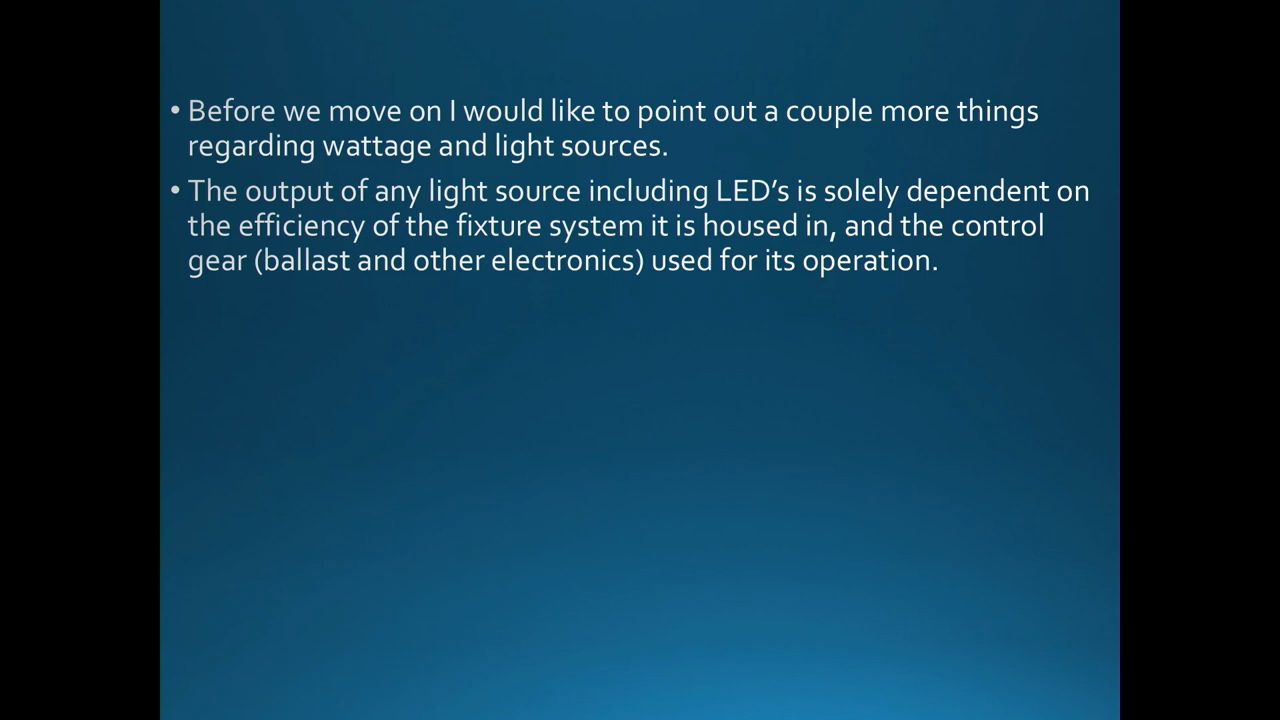 • Before we move on I would like to point out a couple more things
regarding wattage and light sources.
• The output of any light source including LED’s is solely dependent on
the efficiency of the fixture system it is housed in, and the control
gear (ballast and other electronics) used for its operation.